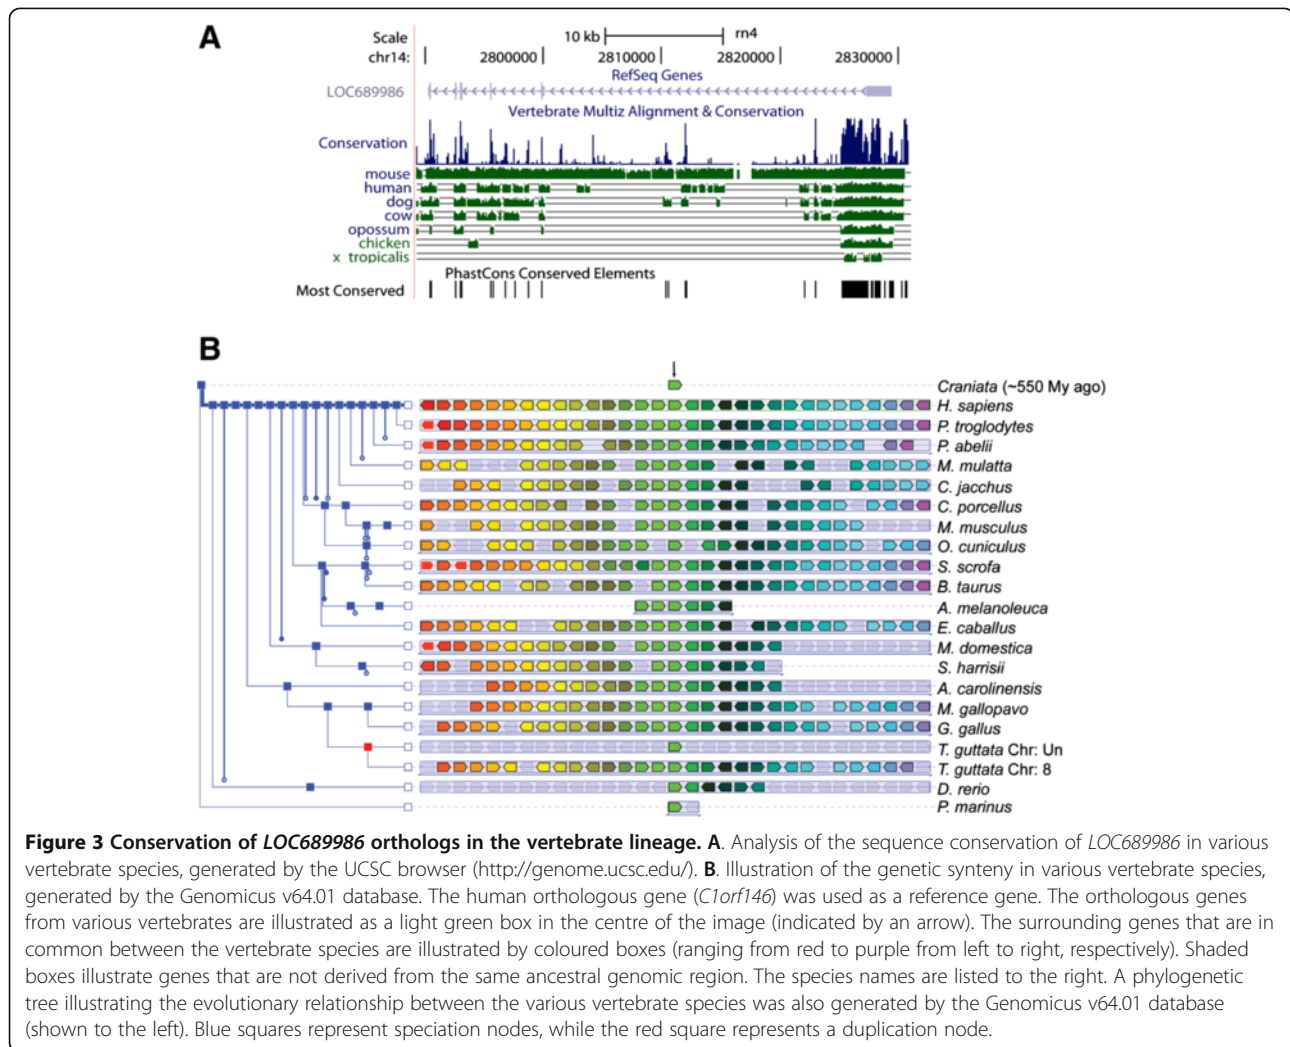 A
Scale 10 kb rn4
chr14: 2800000 2810000 2820000 2830000
RefSeq Genes
LOC689986
Vertebrate Multiz Alignment & Conservation
Conservation
mouse
human
dog
cow
opossum
chicken
x_tropicalis
PhastCons Conserved Elements
Most Conserved
B
Craniata (~550 My ago)
H. sapiens
P. troglodytes
P. abelii
M. mulatta
C. jacchus
C. porcellus
M. musculus
O. cuniculus
S. scrofa
B. taurus
A. melanoleuca
E. caballus
M. domestica
S. harrisii
A. carolinensis
M. gallopavo
G. gallus
T. guttata Chr: Un
T. guttata Chr: 8
D. rerio
P. marinus
Figure 3 Conservation of LOC689986 orthologs in the vertebrate lineage. A. Analysis of the sequence conservation of LOC689986 in various
vertebrate species, generated by the UCSC browser (http://genome.ucsc.edu/). B. Illustration of the genetic synteny in various vertebrate species,
generated by the Genomicus v64.01 database. The human orthologous gene (C1orf146) was used as a reference gene. The orthologous genes
from various vertebrates are illustrated as a light green box in the centre of the image (indicated by an arrow). The surrounding genes that are in
common between the vertebrate species are illustrated by coloured boxes (ranging from red to purple from left to right, respectively). Shaded
boxes illustrate genes that are not derived from the same ancestral genomic region. The species names are listed to the right. A phylogenetic
tree illustrating the evolutionary relationship between the various vertebrate species was also generated by the Genomicus v64.01 database
(shown to the left). Blue squares represent speciation nodes, while the red square represents a duplication node.